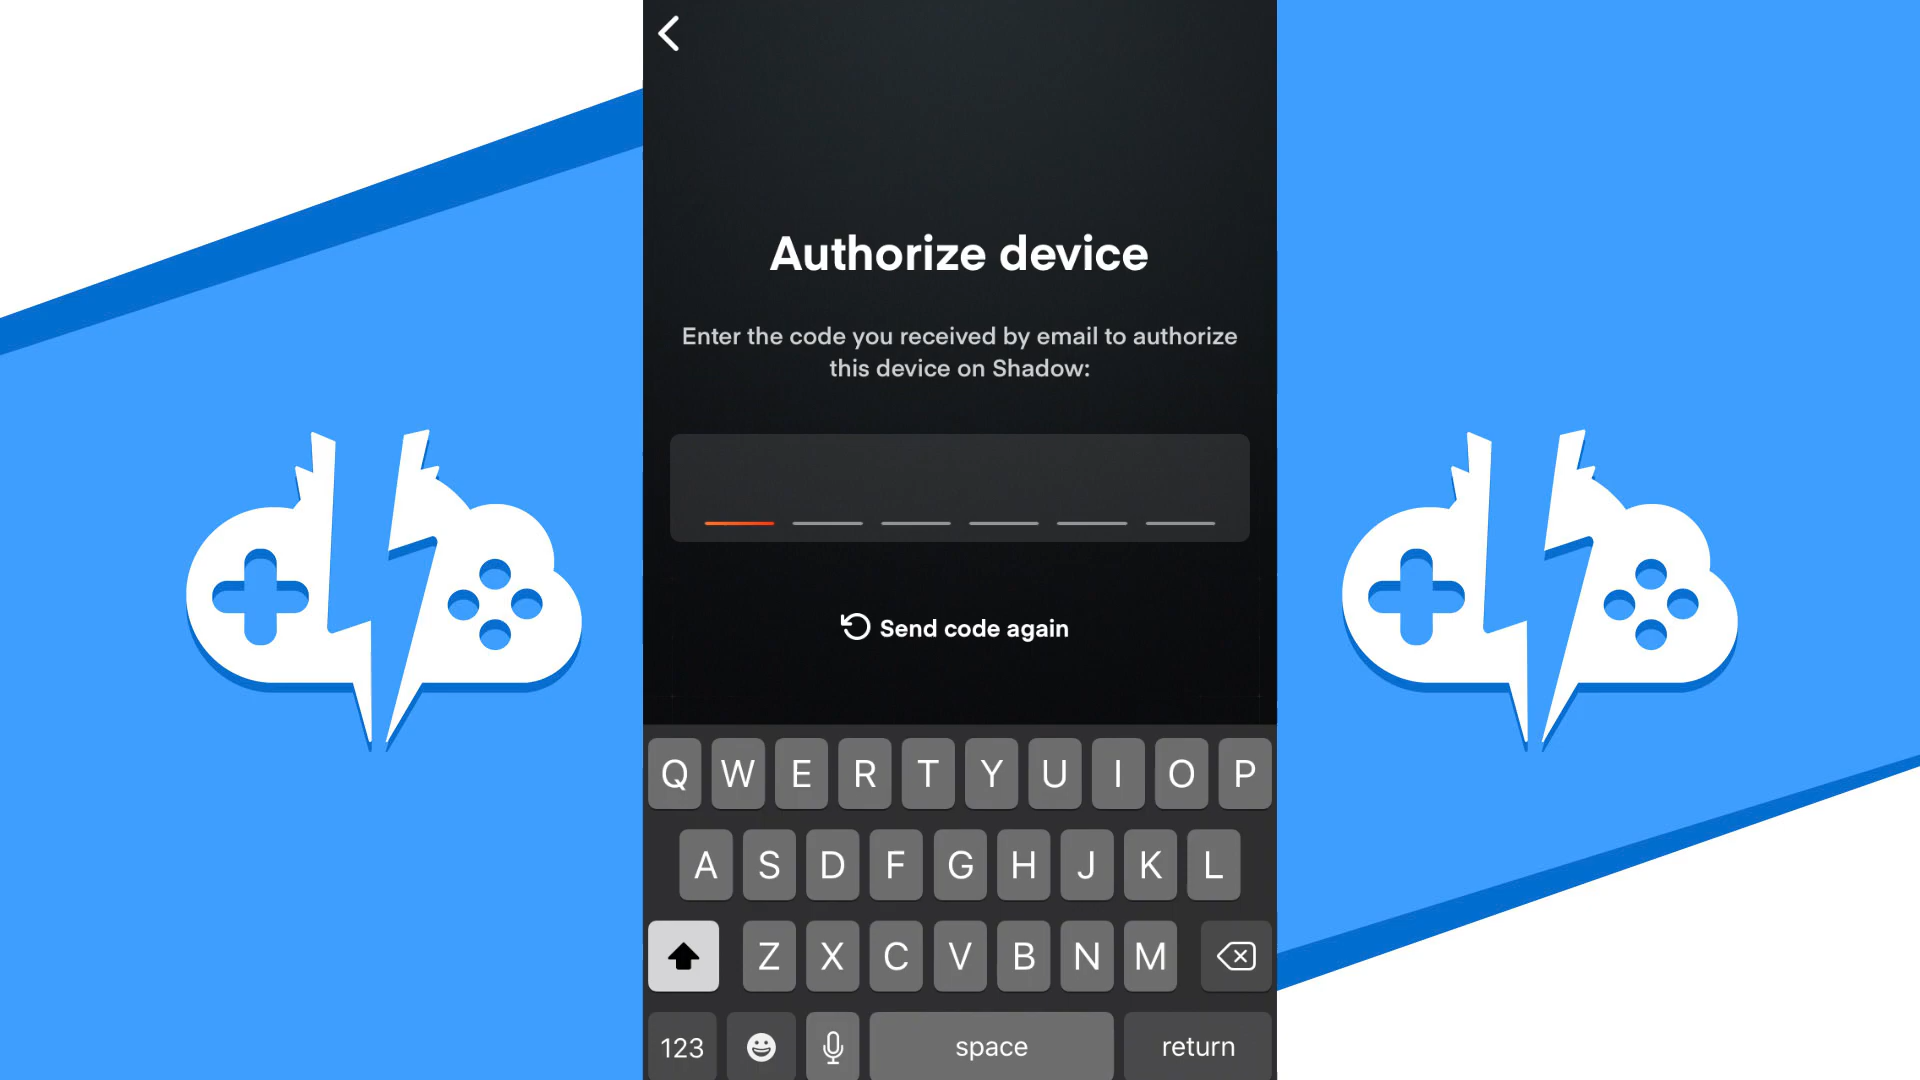 Authorize device
Enter the code you received by email to authorize
this device on Shadow:
Send code again
Q W E R T Y U I O P
A S D F G H J K L
Z X C V B N M
123 space return